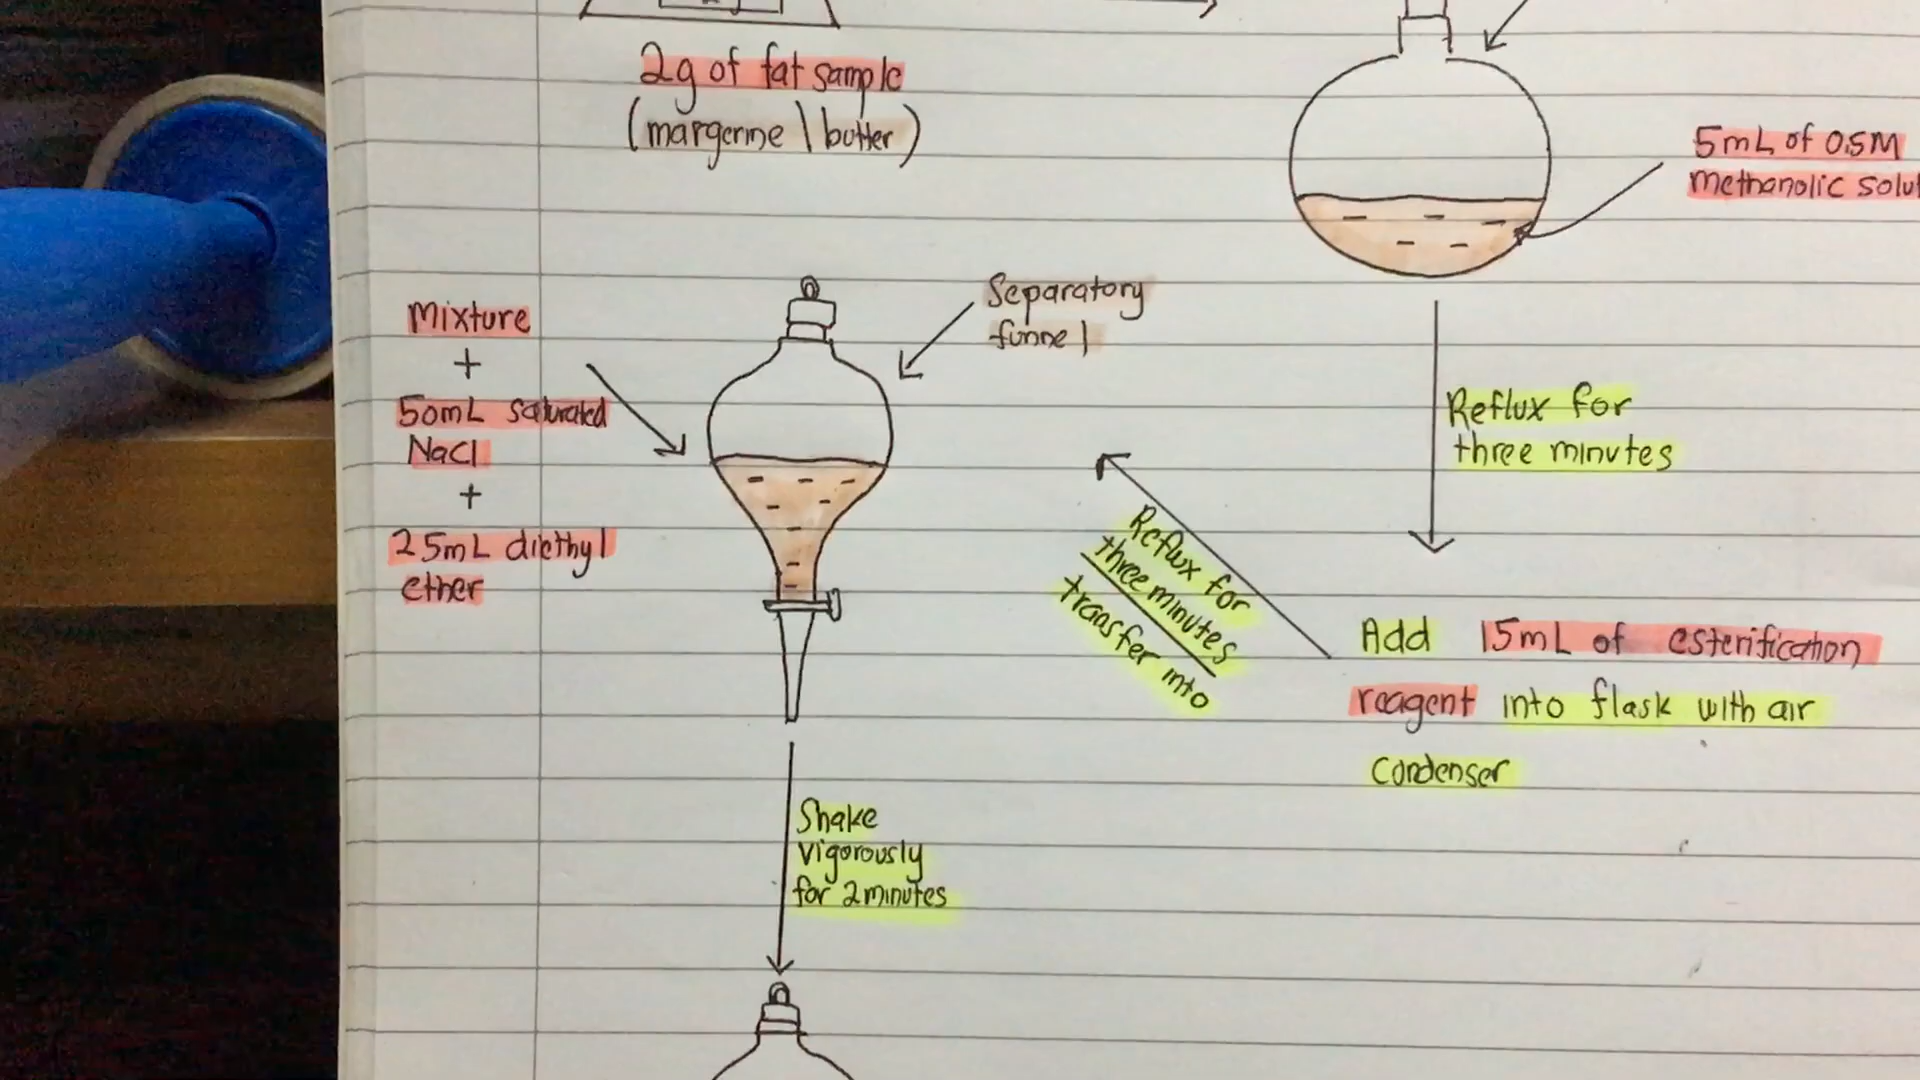 2g of fat sample
(margerine \ butter)
5mL of 0.5M
methanolic
Separatory
funnel
Mixture
+
50mL saturated
NaCl
+
25mL diethyl
ether
Reflux for
three minutes
Reflux for
three minutes
transfer into
Add 15mL of esterification
reagent into flask with air
Condenser
Shake
vigorously
for 2 minutes